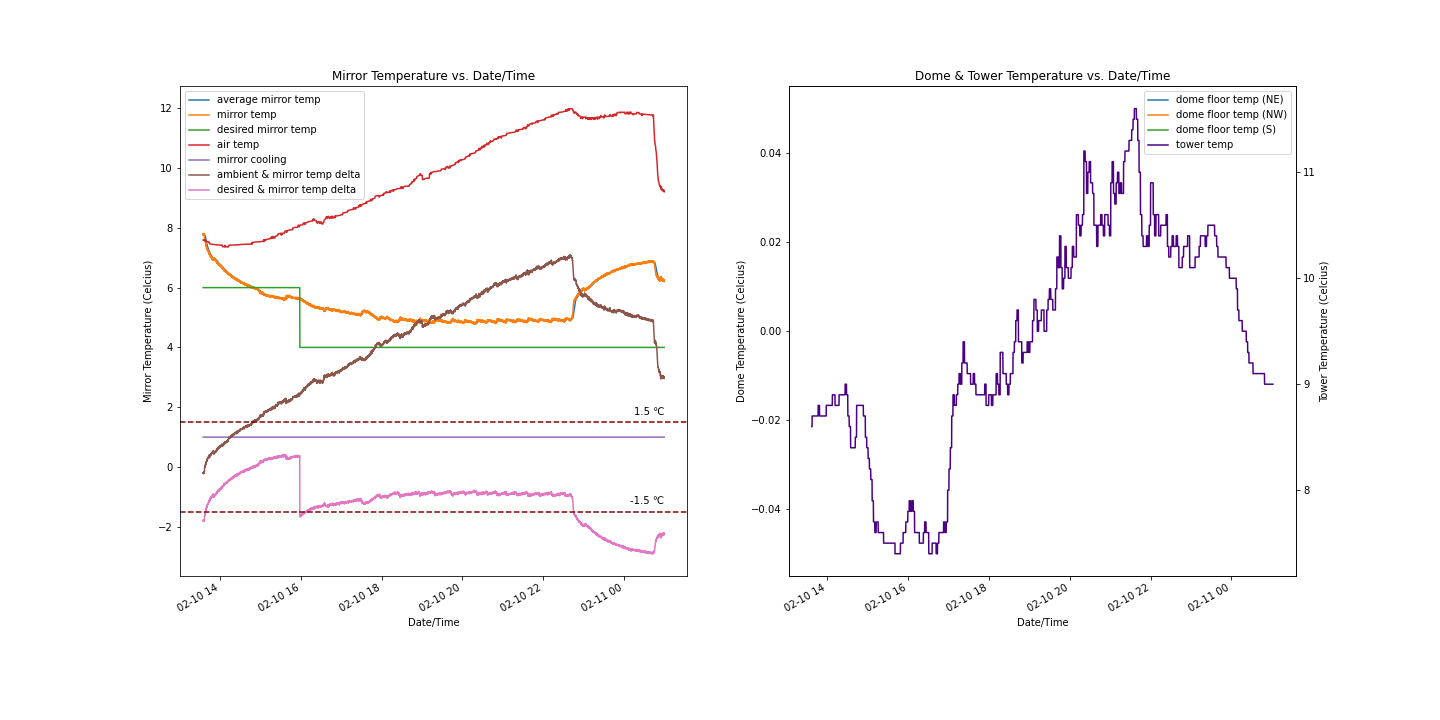 Mirror Temperature vs. Date/Time
average mirror temp
mirror temp
desired mirror temp
air temp
mirror cooling
ambient & mirror temp delta
desired & mirror temp delta
12
10
8
6
4
2
0
−2
Mirror Temperature (Celcius)
1.5 °C
-1.5 °C
02-10 14
02-10 16
02-10 18
02-10 20
02-10 22
02-11 00
Date/Time
Dome & Tower Temperature vs. Date/Time
dome floor temp (NE)
dome floor temp (NW)
dome floor temp (S)
tower temp
0.04
0.02
0.00
−0.02
−0.04
Dome Temperature (Celcius)
11
10
9
8
Tower Temperature (Celcius)
02-10 14
02-10 16
02-10 18
02-10 20
02-10 22
02-11 00
Date/Time